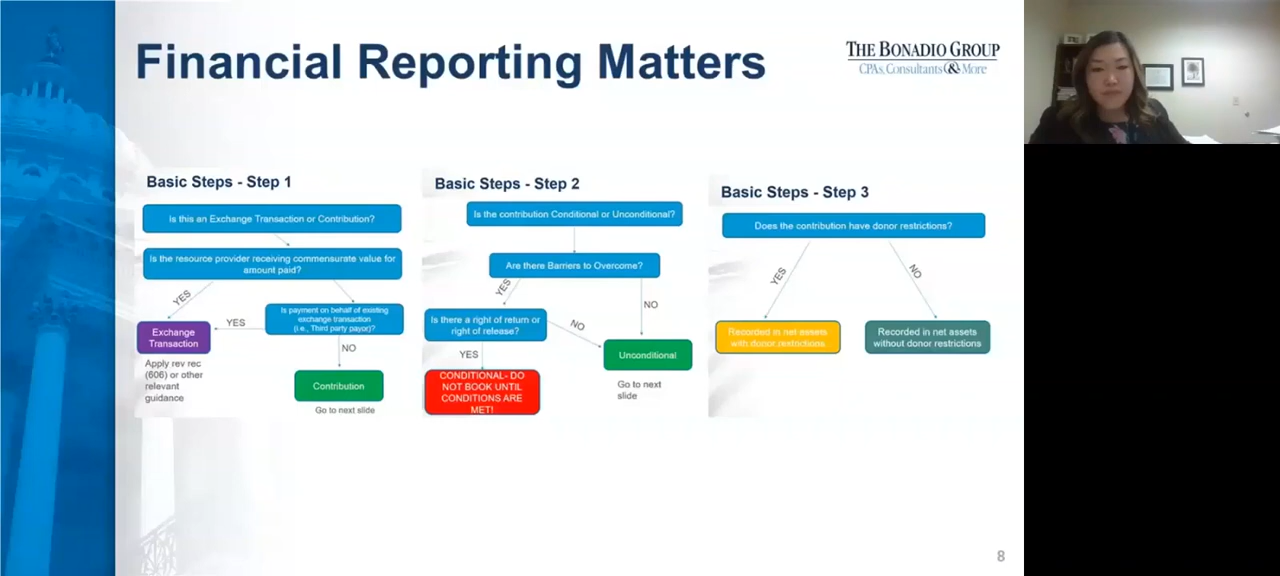 Financial Reporting Matters
THE BONADIO GROUP
CPAs, Consultants & More
Basic Steps - Step 1
Is this an Exchange Transaction or Contribution?
Is the resource provider receiving commensurate value for
amount paid?
YES
Is payment on behalf of existing
exchange transaction
(i.e., Third party payor)?
YES
Exchange
Transaction
NO
Apply rev rec
(606) or other
relevant
guidance
Contribution
Go to next slide
Basic Steps - Step 2
Is the contribution Conditional or Unconditional?
Are there Barriers to Overcome?
YES
NO
Is there a right of return or
right of release?
NO
YES
Unconditional
CONDITIONAL- DO
NOT BOOK UNTIL
CONDITIONS ARE
MET!
Go to next
slide
Basic Steps - Step 3
Does the contribution have donor restrictions?
YES
NO
Recorded in net assets
with donor restrictions
Recorded in net assets
without donor restrictions
8